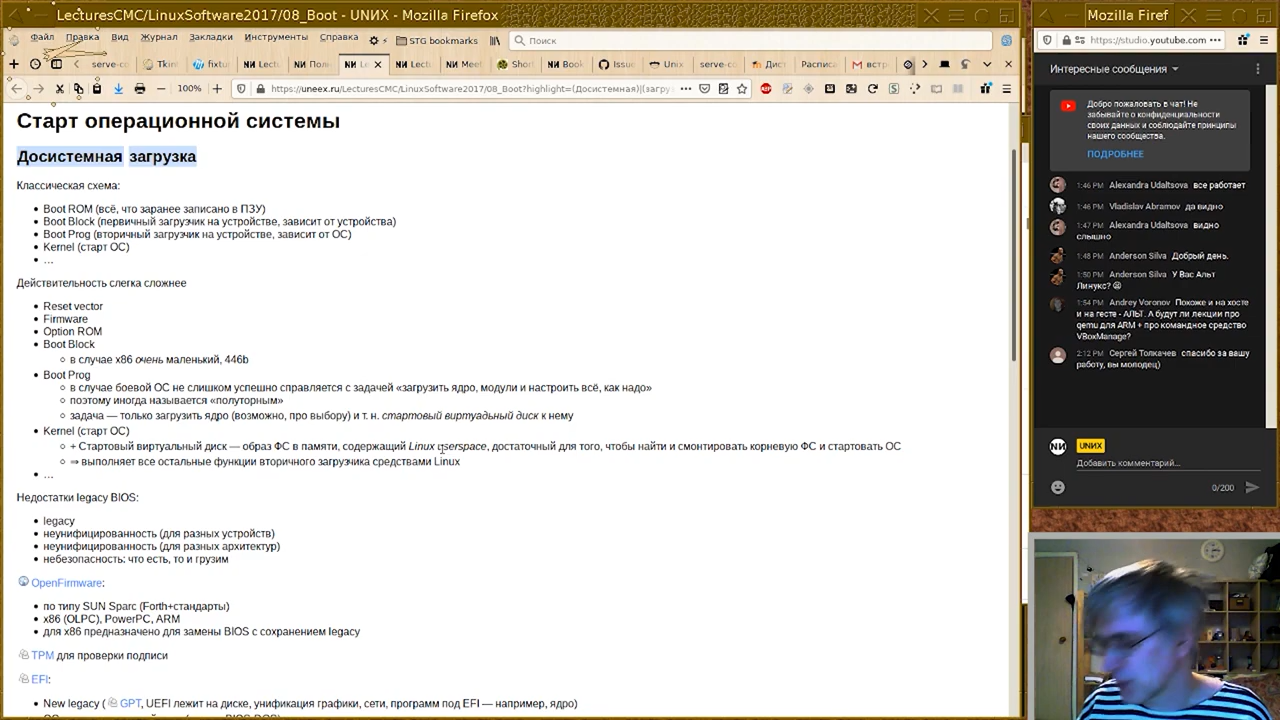 LecturesCMC/LinuxSoftware2017/08_Boot - UNИX - Mozilla Firefox
Mozilla Firef
Файл Правка Вид Журнал Закладки Инструменты Справка
STG bookmarks
Поиск
https://studio.youtube.com
100%
https://uneex.ru/LecturesCMC/LinuxSoftware2017/08_Boot?highlight=(Досистемная)|(загру
Старт операционной системы
Досистемная загрузка
Классическая схема:
Boot ROM (всё, что заранее записано в ПЗУ)
Boot Block (первичный загрузчик на устройстве, зависит от устройства)
Boot Prog (вторичный загрузчик на устройстве, зависит от ОС)
Kernel (старт ОС)
…
Действительность слегка сложнее
Reset vector
Firmware
Option ROM
Boot Block
в случае x86 очень маленький, 446b
Boot Prog
в случае боевой ОС не слишком успешно справляется с задачей «загрузить ядро, модули и настроить всё, как надо»
поэтому иногда называется «полуторным»
задача — только загрузить ядро (возможно, про выбору) и т. н. стартовый виртуадьный диск к нему
Kernel (старт ОС)
+ Стартовый виртуальный диск — образ ФС в памяти, содержащий Linux userspace, достаточный для того, чтобы найти и смонтировать корневую ФС и стартовать ОС
⇒ выполняет все остальные функции вторичного загрузчика средствами Linux
…
Недостатки legacy BIOS:
legacy
неунифицированность (для разных устройств)
неунифицированность (для разных архитектур)
небезопасность: что есть, то и грузим
OpenFirmware:
по типу SUN Sparc (Forth+стандарты)
x86 (OLPC), PowerPC, ARM
для x86 предназначено для замены BIOS с сохранением legacy
TPM для проверки подписи
EFI:
New legacy ( GPT, UEFI лежит на диске, унификация графики, сети, программ под EFI — например, ядро)
Интересные сообщения
Добро пожаловать в чат! Не
забывайте о конфиденциальности
своих данных и соблюдайте принципы
нашего сообщества.
ПОДРОБНЕЕ
1:46 PM Alexandra Udaltsova все работает
1:46 PM Vladislav Abramov да видно
1:47 PM Alexandra Udaltsova видно
слышно
1:48 PM Anderson Silva Добрый день.
1:50 PM Anderson Silva У Вас Альт
Линукс?
1:54 PM Andrey Voronov Похоже и на хосте
и на гесте - АЛЬТ. А будут ли лекции про
qemu для ARM + про командное средство
VBoxManage?
2:12 PM Сергей Толкачев спасибо за вашу
работу, вы молодец)
UNИX
Добавить комментарий...
0/200